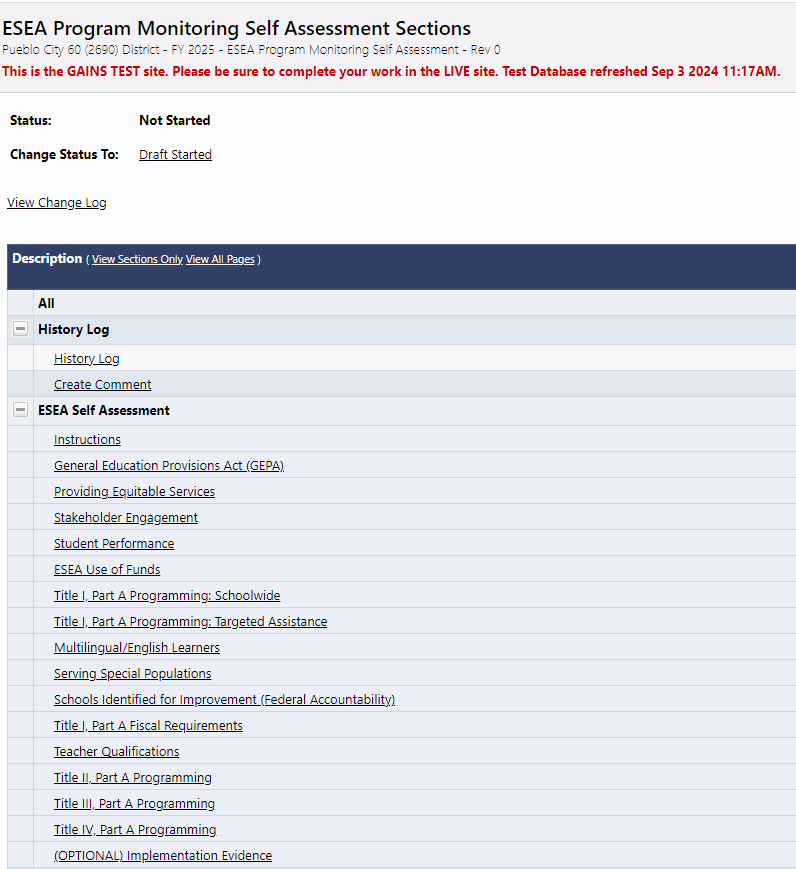 ESEA Program Monitoring Self Assessment Sections
Pueblo City 60 (2690) District - FY 2025 - ESEA Program Monitoring Self Assessment - Rev 0
This is the GAINS TEST site. Please be sure to complete your work in the LIVE site. Test Database refreshed Sep 3 2024 11:17AM.
Status: Not Started
Change Status To: Draft Started
View Change Log
Description ( View Sections Only View All Pages )
All
History Log
History Log
Create Comment
ESEA Self Assessment
Instructions
General Education Provisions Act (GEPA)
Providing Equitable Services
Stakeholder Engagement
Student Performance
ESEA Use of Funds
Title I, Part A Programming: Schoolwide
Title I, Part A Programming: Targeted Assistance
Multilingual/English Learners
Serving Special Populations
Schools Identified for Improvement (Federal Accountability)
Title I, Part A Fiscal Requirements
Teacher Qualifications
Title II, Part A Programming
Title III, Part A Programming
Title IV, Part A Programming
(OPTIONAL) Implementation Evidence